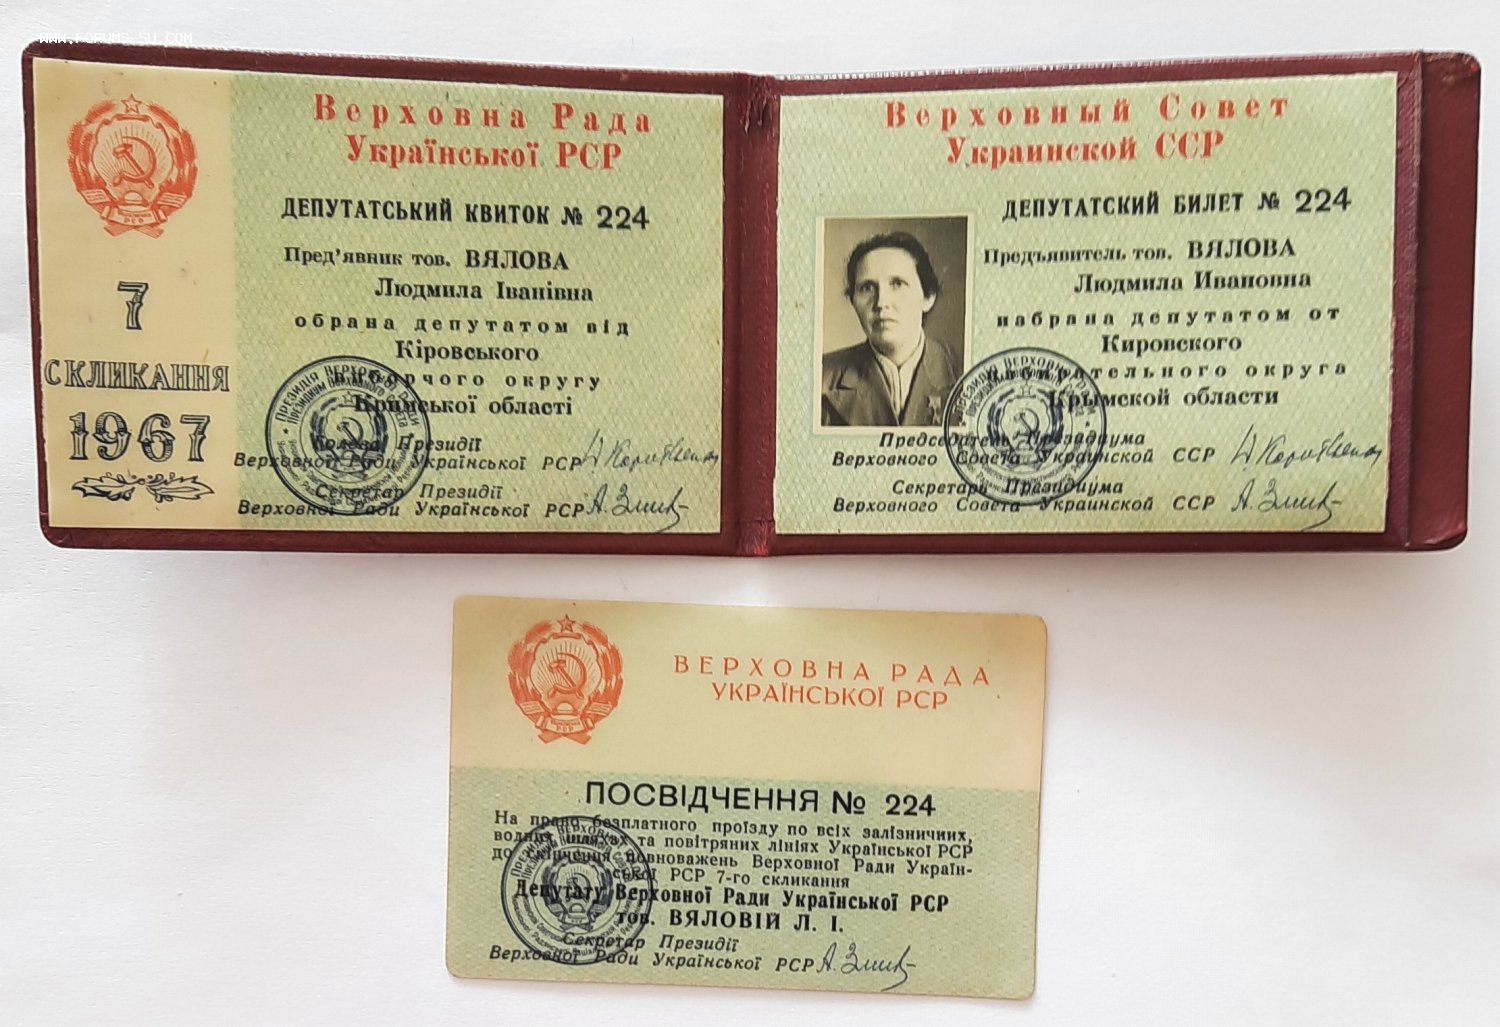 www.forums-su.com
Верховна Рада
Української РСР
ДЕПУТАТСЬКИЙ КВИТОК № 224
Пред'явник тов. ВЯЛОВА
Людмила Іванівна
обрана депутатом від
Кіровського
виборчого округу
Кримської області
Голова Президії
Верховної Ради Української РСР
Секретар Президії
Верховної Ради Української РСР
7
СКЛИКАННЯ
1967
Верховный Совет
Украинской ССР
ДЕПУТАТСКИЙ БИЛЕТ № 224
Предъявитель тов. ВЯЛОВА
Людмила Ивановна
избрана депутатом от
Кировского
избирательного округа
Крымской области
Председатель Президиума
Верховного Совета Украинской ССР
Секретарь Президиума
Верховного Совета Украинской ССР
ВЕРХОВНА РАДА
УКРАЇНСЬКОЇ РСР
ПОСВІДЧЕННЯ № 224
На право безплатного проїзду по всіх залізничних,
водних шляхах та повітряних лініях Української РСР
до закінчення повноважень Верховної Ради Україн-
ської РСР 7-го скликання
Депутату Верховної Ради Української РСР
тов. ВЯЛОВІЙ Л. І.
Секретар Президії
Верховної Ради Української РСР